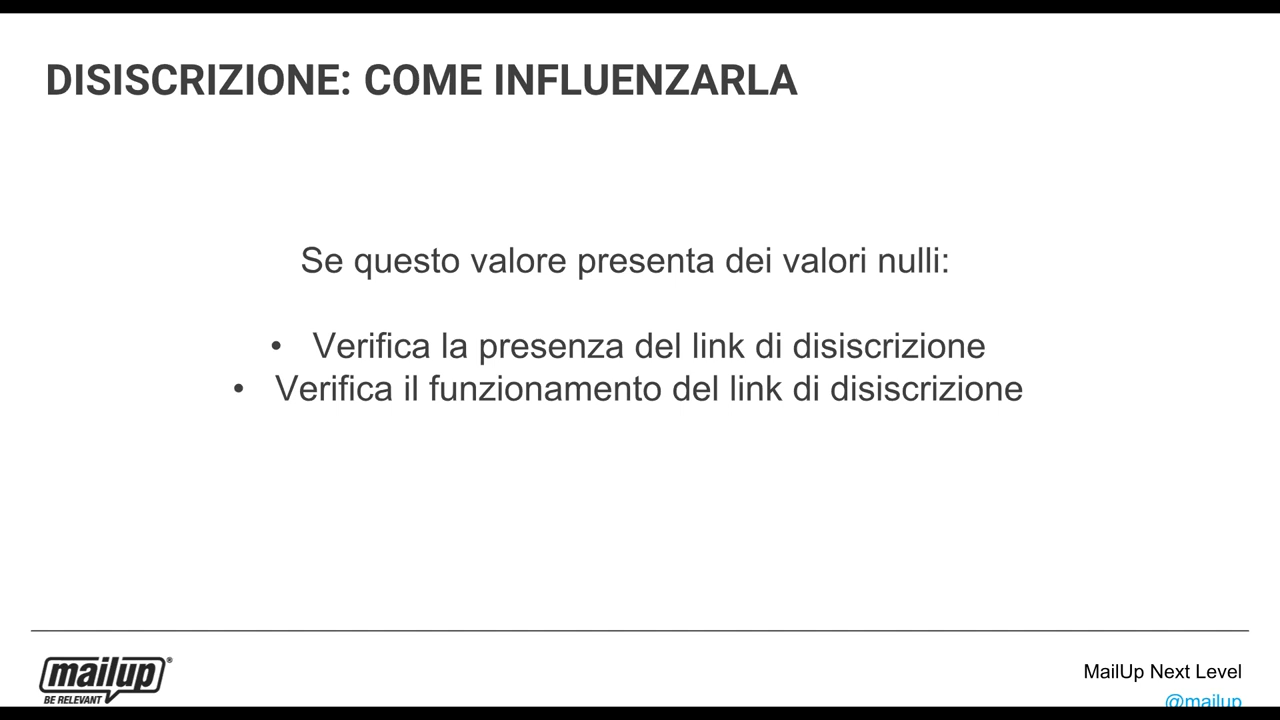 DISISCRIZIONE: COME INFLUENZARLA
Se questo valore presenta dei valori nulli:
• Verifica la presenza del link di disiscrizione
• Verifica il funzionamento del link di disiscrizione
mailup®
BE RELEVANT
MailUp Next Level
@mailup